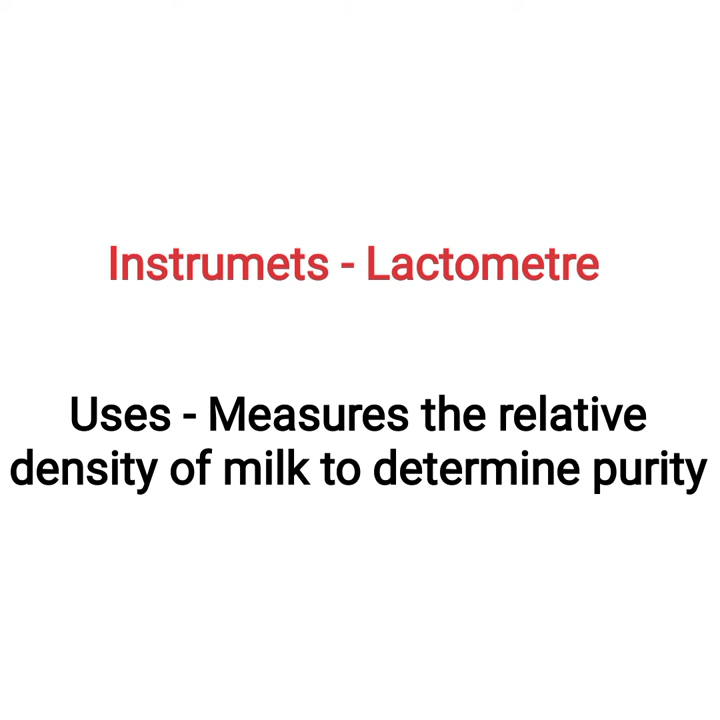 Instrumets - Lactometre
Uses - Measures the relative
density of milk to determine purity